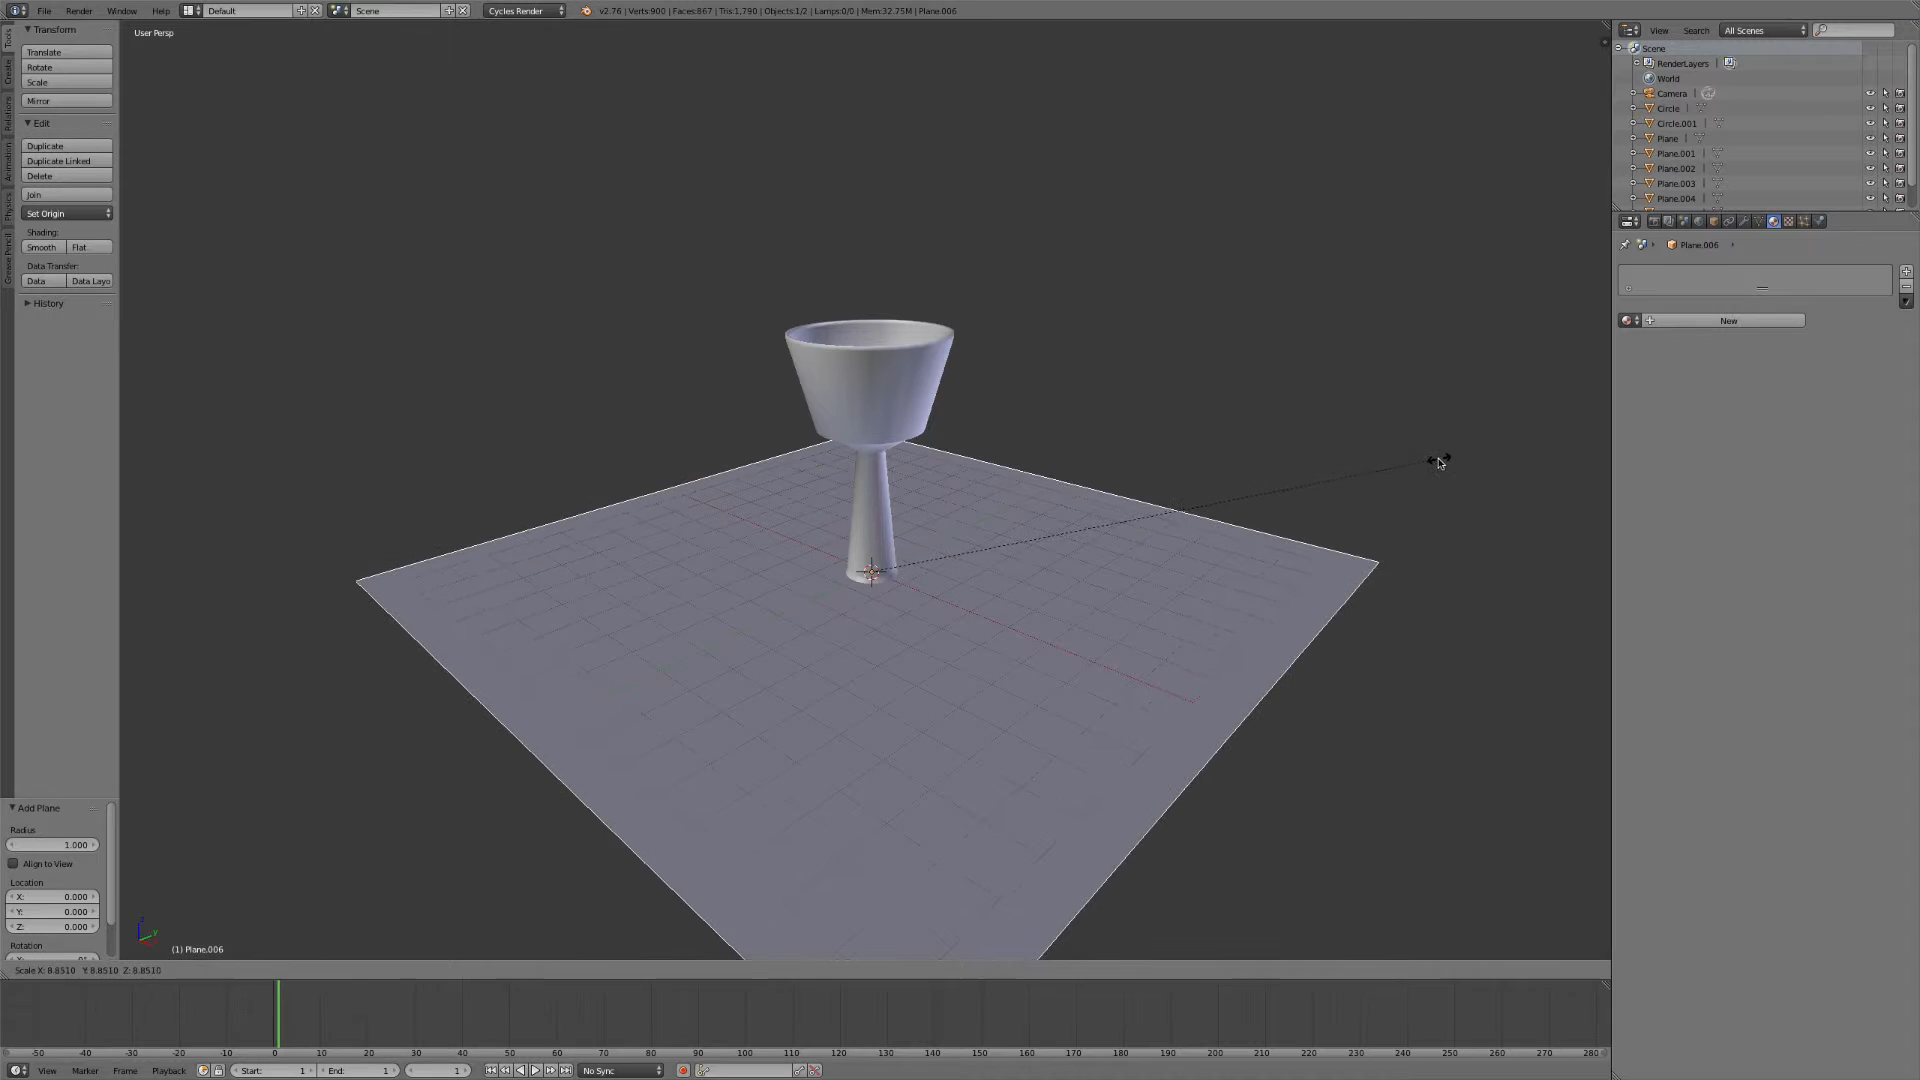 File Render Window Help Default Scene Cycles Render v2.76 | Verts:900 | Faces:867 | Tris:1,790 | Objects:1/2 | Lamps:0/0 | Mem:32.75M | Plane.006
User Persp
Tools
Create
Relations
Animation
Physics
Grease Pencil
Transform
Translate
Rotate
Scale
Mirror
Edit
Duplicate
Duplicate Linked
Delete
Join
Set Origin
Shading:
Smooth Flat
Data Transfer:
Data Data Layo
History
Add Plane
Radius
1.000
Align to View
Location
X: 0.000
Y: 0.000
Z: 0.000
Rotation
z
y
(1) Plane.006
Scale X: 8.8510 Y: 8.8510 Z: 8.8510
View Search All Scenes
Scene
RenderLayers |
World
Camera |
Circle |
Circle.001 |
Plane |
Plane.001 |
Plane.002 |
Plane.003 |
Plane.004 |
Plane.006
New
-50 -40 -30 -20 -10 0 10 20 30 40 50 60 70 80 90 100 110 120 130 140 150 160 170 180 190 200 210 220 230 240 250 260 270 280
View Marker Frame Playback Start: 1 End: 1 1 No Sync